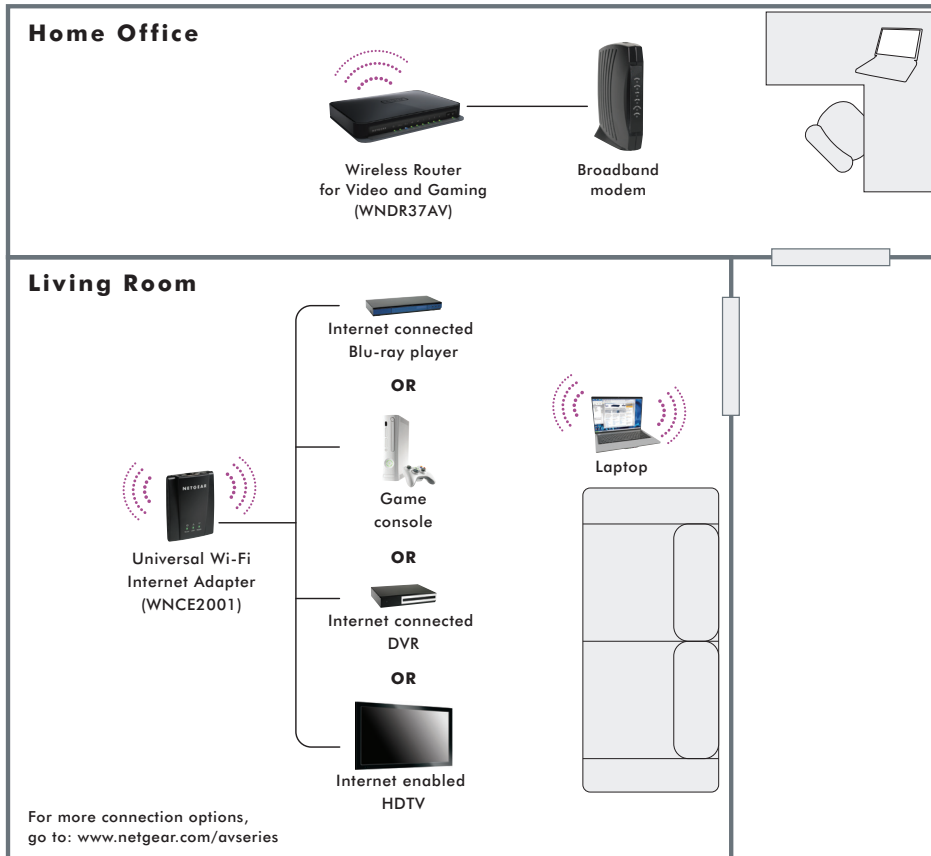 Home Office
Wireless Router
for Video and Gaming
(WNDR37AV)
Broadband
modem
Living Room
Internet connected
Blu-ray player
OR
Game
console
OR
Internet connected
DVR
OR
Internet enabled
HDTV
NETGEAR
Universal Wi-Fi
Internet Adapter
(WNCE2001)
Laptop
For more connection options,
go to: www.netgear.com/avseries